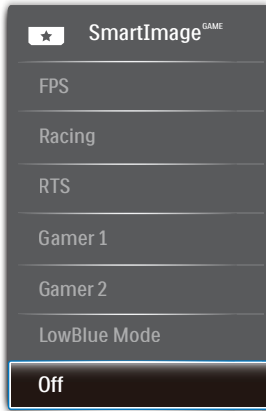 SmartImage GAME
FPS
Racing
RTS
Gamer 1
Gamer 2
LowBlue Mode
Off